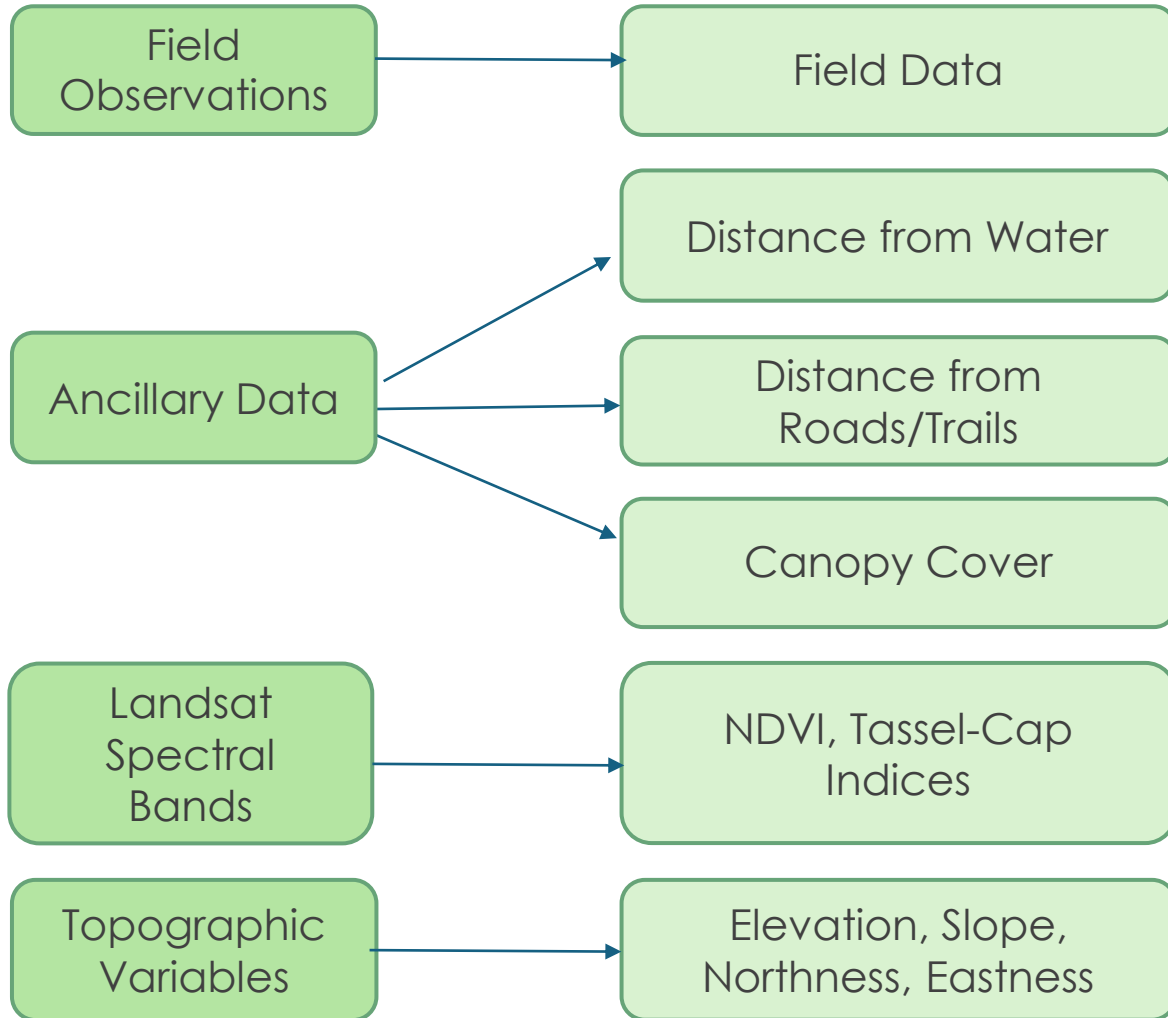 Field
Observations
Field Data
Distance from Water
Ancillary Data
Distance from
Roads/Trails
Canopy Cover
Landsat
Spectral
Bands
NDVI, Tassel-Cap
Indices
Topographic
Variables
Elevation, Slope,
Northness, Eastness